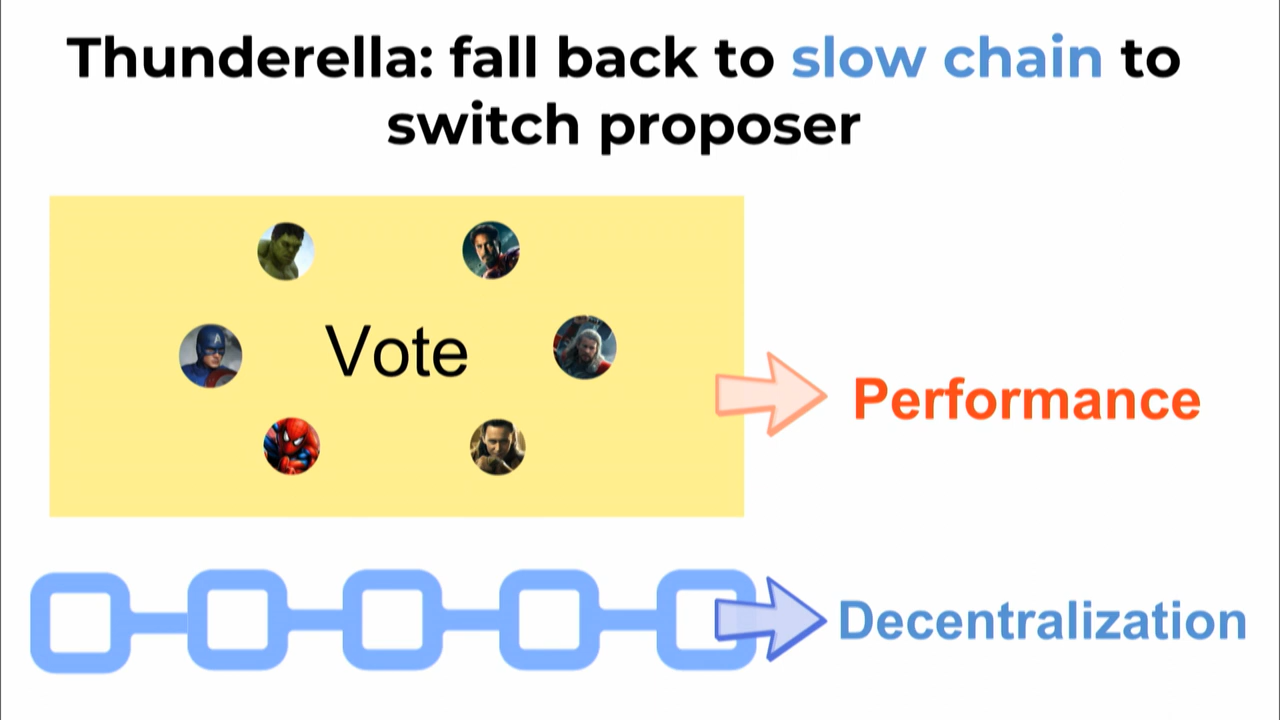 Thunderella: fall back to slow chain to
switch proposer
Vote
Performance
Decentralization